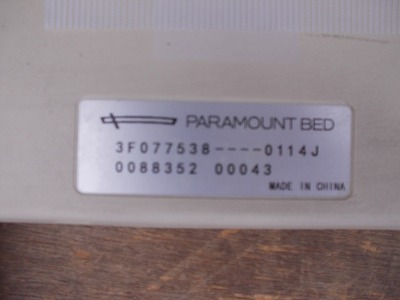 PARAMOUNT BED
3F077538----0114J
0088352 00043
MADE IN CHINA